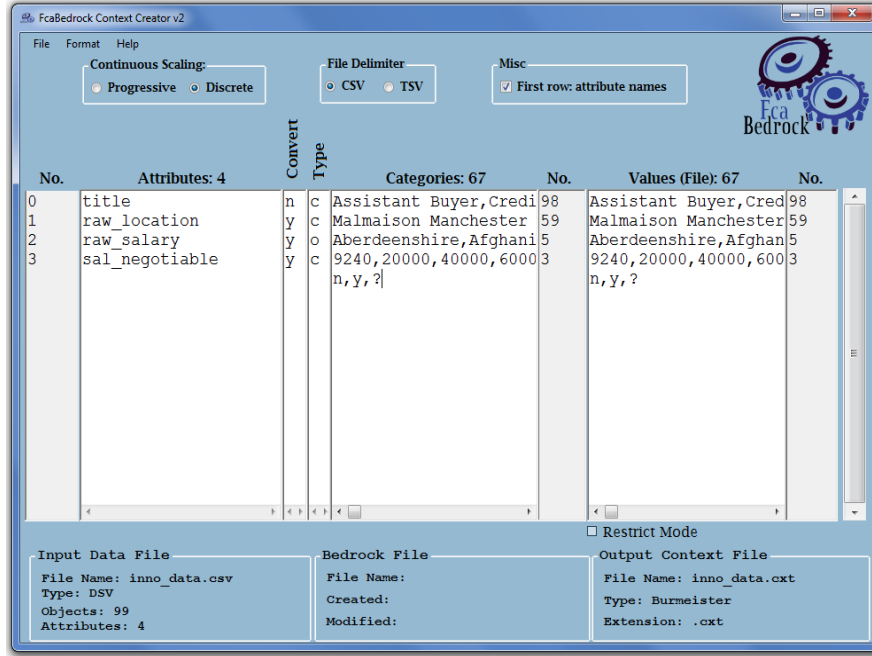 FcaBedrock Context Creator v2
File Format Help
Continuous Scaling:
Progressive Discrete
File Delimiter
CSV TSV
Misc
First row: attribute names
Fca
Bedrock
No. Attributes: 4 Convert Type Categories: 67 No. Values (File): 67 No.
0 title n c Assistant Buyer,Credi 98 Assistant Buyer,Cred 98
1 raw_location y c Malmaison Manchester 59 Malmaison Manchester 59
2 raw_salary y o Aberdeenshire,Afghani 5 Aberdeenshire,Afghan 5
3 sal_negotiable y c 9240,20000,40000,6000 3 9240,20000,40000,600 3
n,y,? n,y,?
Restrict Mode
Input Data File
File Name: inno_data.csv
Type: DSV
Objects: 99
Attributes: 4
Bedrock File
File Name:
Created:
Modified:
Output Context File
File Name: inno_data.cxt
Type: Burmeister
Extension: .cxt